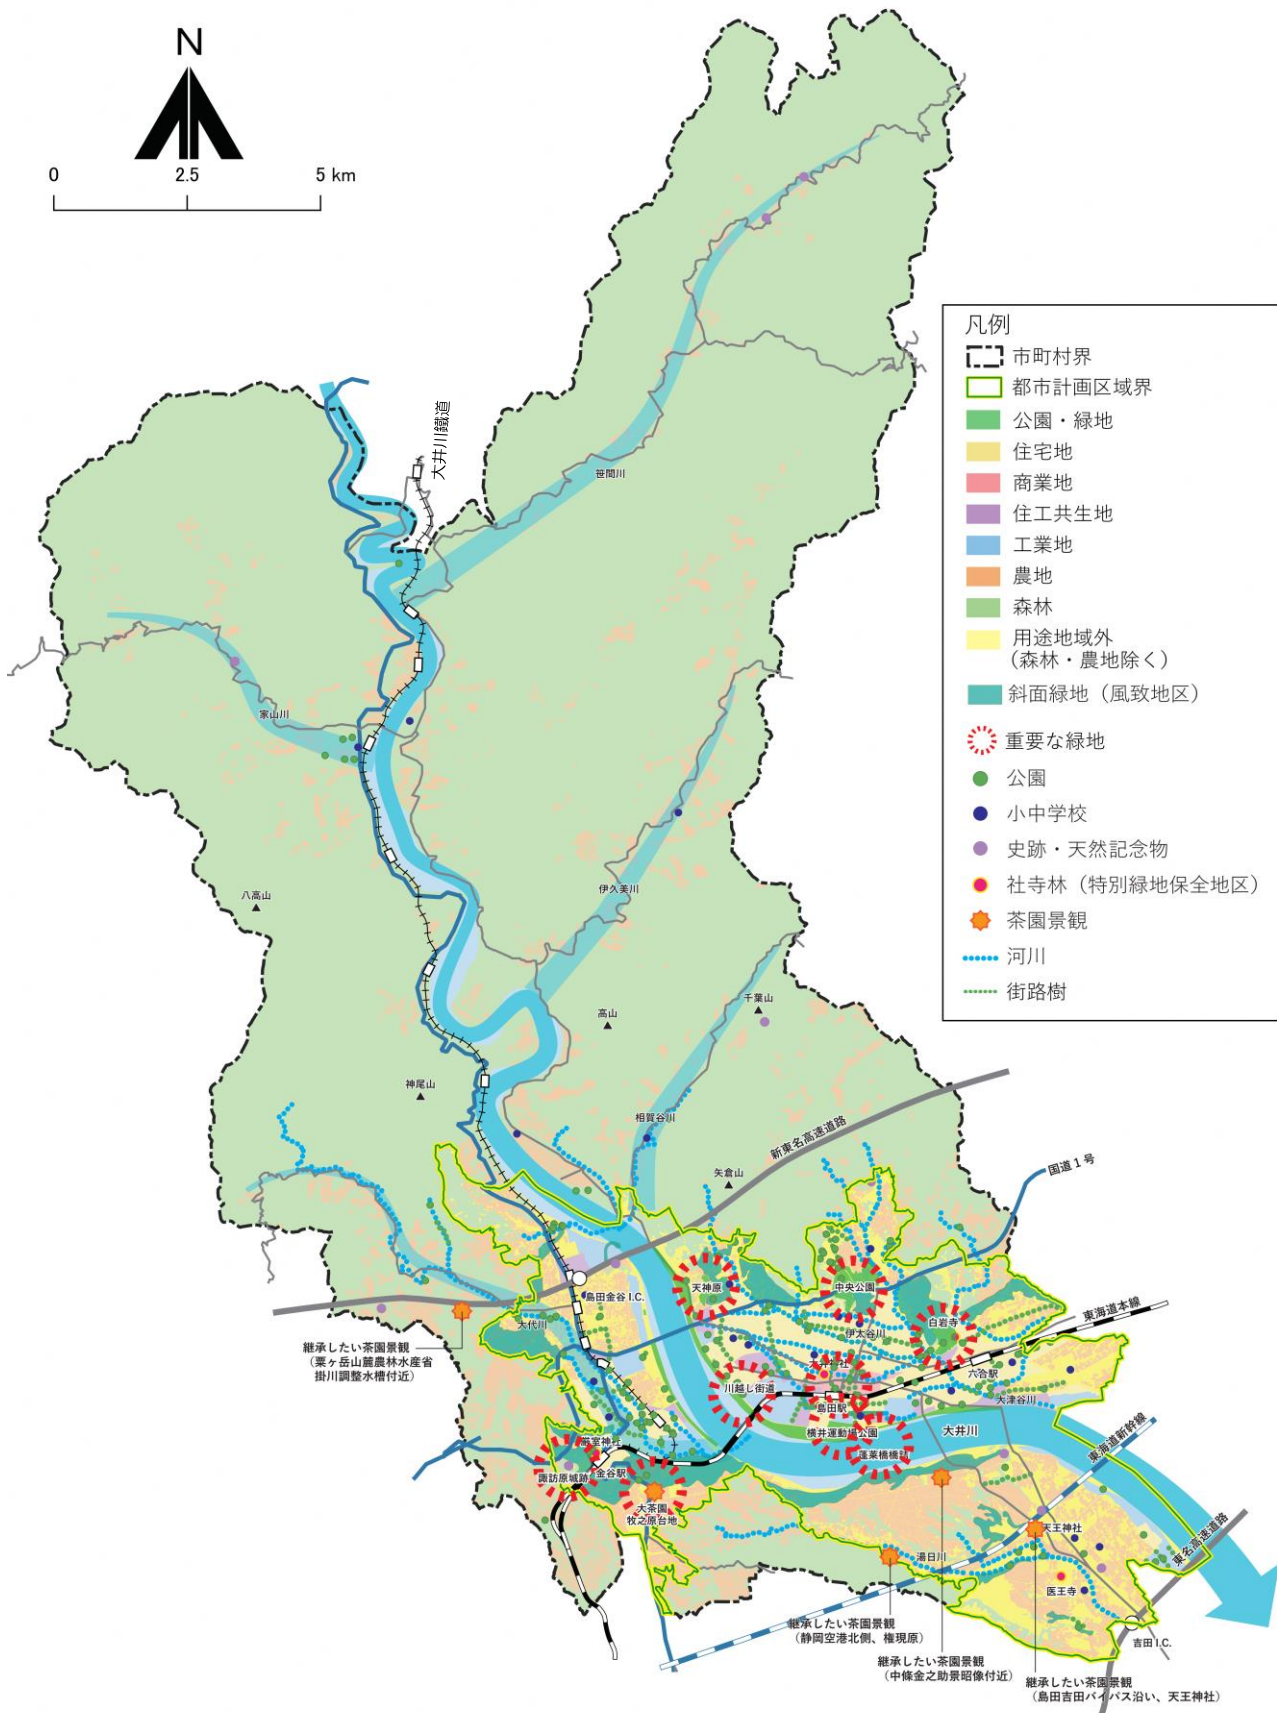 N
0 2.5 5 km
大井川鐵道
笹間川
家山川
八高山
伊久美川
高山
千葉山
神尾山
相賀谷川
矢倉山
新東名高速道路
国道1号
凡例
市町村界
都市計画区域界
公園・緑地
住宅地
商業地
住工共生地
工業地
農地
森林
用途地域外
(森林・農地除く)
斜面緑地(風致地区)
重要な緑地
公園
小中学校
史跡・天然記念物
社寺林(特別緑地保全地区)
茶園景観
河川
街路樹
島田金谷 I.C.
天神原
中央公園
白岩寺
伊太谷川
東海道本線
大代川
継承したい茶園景観
(粟ヶ岳山麓農林水産省
掛川調整水槽付近)
大井神社
六合駅
川越し街道
島田駅
大津谷川
横井運動場公園
大井川
蓬莱橋橋詰
東海道新幹線
巌室神社
金谷駅
諏訪原城跡
大茶園
牧之原台地
天王神社
湯日川
東名高速道路
医王寺
吉田 I.C.
継承したい茶園景観
(静岡空港北側、権現原)
継承したい茶園景観
(中條金之助景昭像付近)
継承したい茶園景観
(島田吉田バイパス沿い、天王神社)